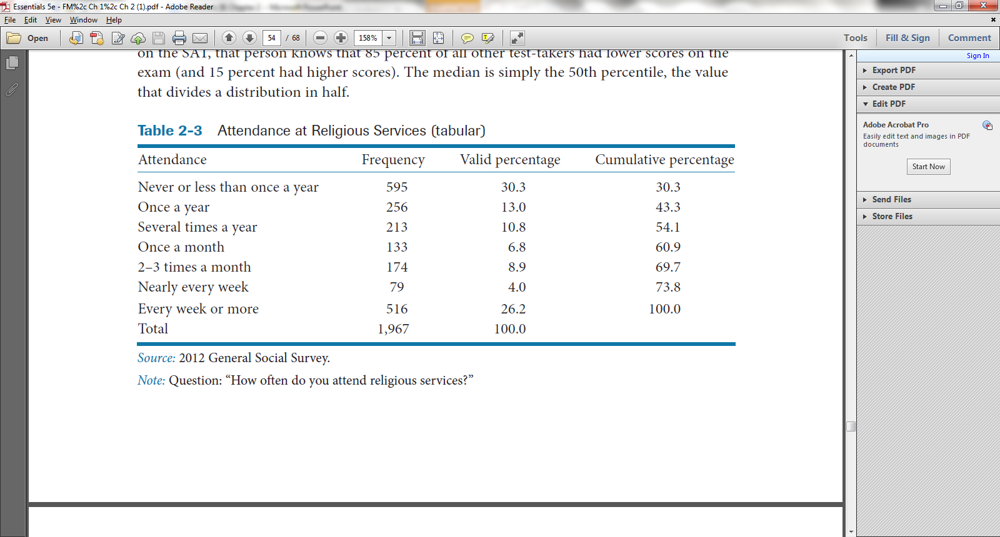 Essentials 5e - FM%2c Ch 1%2c Ch 2 (1).pdf - Adobe Reader
File Edit View Window Help
Open 54 / 68 158% Tools Fill & Sign Comment
Sign In
on the SAT, that person knows that 85 percent of all other test-takers had lower scores on the
exam (and 15 percent had higher scores). The median is simply the 50th percentile, the value
that divides a distribution in half.
Table 2-3 Attendance at Religious Services (tabular)
Attendance Frequency Valid percentage Cumulative percentage
Never or less than once a year 595 30.3 30.3
Once a year 256 13.0 43.3
Several times a year 213 10.8 54.1
Once a month 133 6.8 60.9
2–3 times a month 174 8.9 69.7
Nearly every week 79 4.0 73.8
Every week or more 516 26.2 100.0
Total 1,967 100.0
Source: 2012 General Social Survey.
Note: Question: “How often do you attend religious services?”
Export PDF
Create PDF
Edit PDF
Adobe Acrobat Pro
Easily edit text and images in PDF
documents
Start Now
Send Files
Store Files